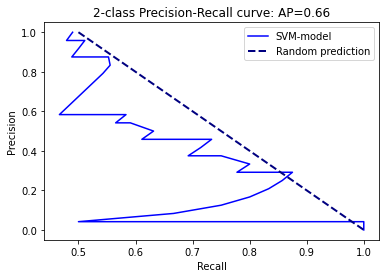 2-class Precision-Recall curve: AP=0.66
SVM-model
Random prediction
1.0
0.8
0.6
0.4
0.2
0.0
Precision
0.5 0.6 0.7 0.8 0.9 1.0
Recall